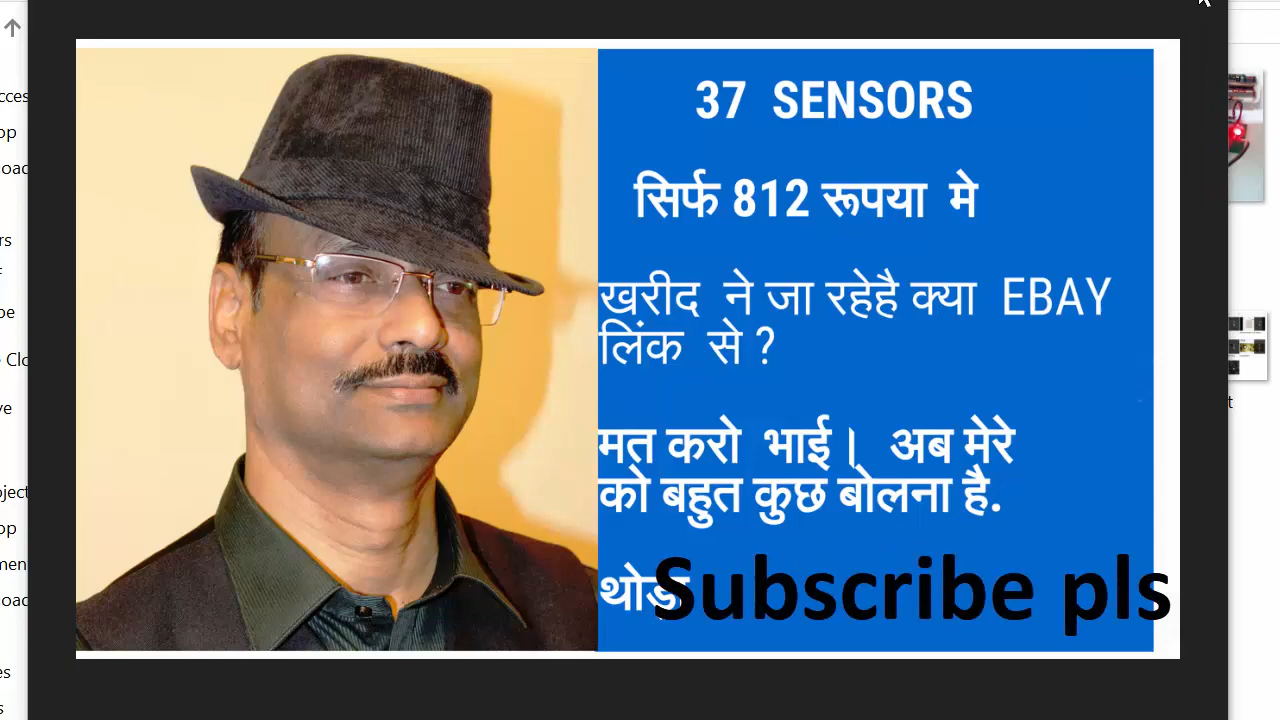 37 SENSORS
सिर्फ 812 रूपया मे
खरीद ने जा रहेहै क्या EBAY
लिंक से ?
मत करो भाई। अब मेरे
को बहुत कुछ बोलना है.
Subscribe pls